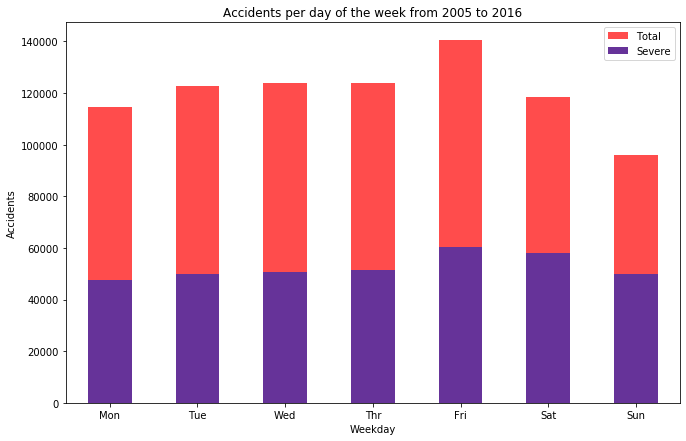 Accidents per day of the week from 2005 to 2016
Total
Severe
140000
120000
100000
80000
60000
40000
20000
0
Accidents
Mon Tue Wed Thr Fri Sat Sun
Weekday